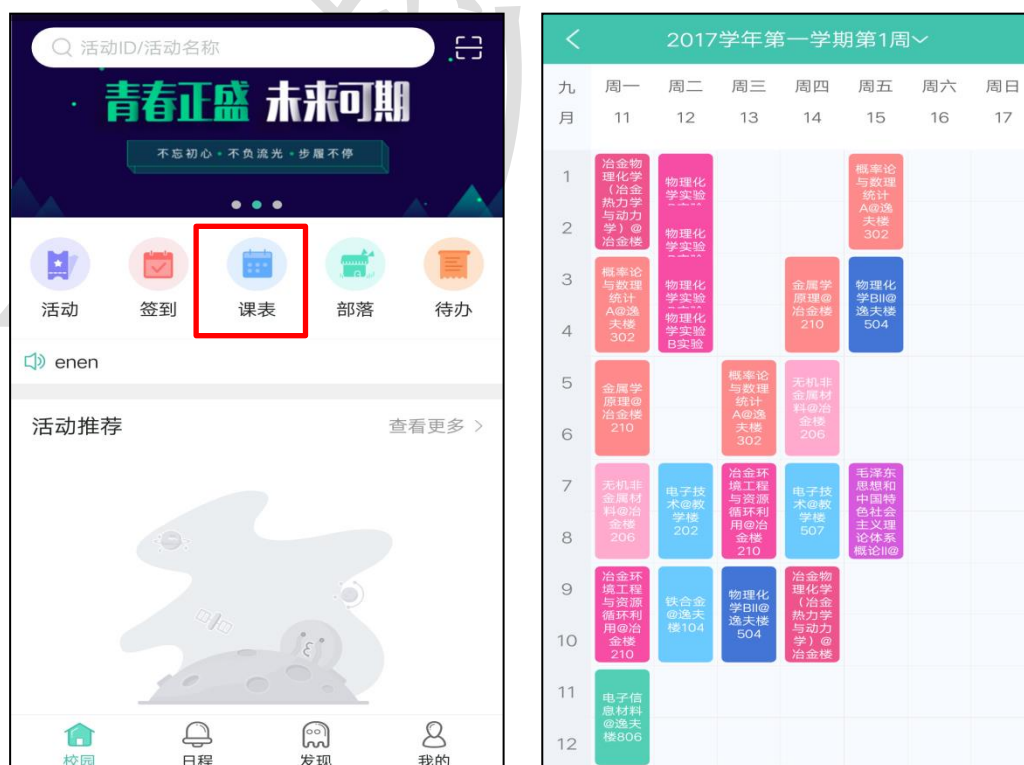 活动ID/活动名称
青春正盛 未来可期
不忘初心·不负流光·步履不停
活动 签到 课表 部落 待办
enen
活动推荐 查看更多 >
校园 日程 发现 我的
< 2017学年第一学期第1周
九 周一 周二 周三 周四 周五 周六 周日
月 11 12 13 14 15 16 17
1
2
3
4
5
6
7
8
9
10
11
12
冶金物
理化学
(冶金
热力学
与动力
学)@
冶金楼
概率论
与数理
统计
A@逸
夫楼
302
金属学
原理@
冶金楼
210
无机非
金属材
料@冶
金楼
206
冶金环
境工程
与资源
循环利
用@冶
金楼
210
电子信
息材料
@逸夫
楼806
物理化
学实验
物理化
学实验
物理化
学实验
物理化
学实验
B实验
电子技
术@教
学楼
202
铁合金
@逸夫
楼104
概率论
与数理
统计
A@逸
夫楼
302
冶金环
境工程
与资源
循环利
用@冶
金楼
210
物理化
学BII@
逸夫楼
504
金属学
原理@
冶金楼
210
无机非
金属材
料@冶
金楼
206
电子技
术@教
学楼
507
冶金物
理化学
(冶金
热力学
与动力
学)@
冶金楼
概率论
与数理
统计
A@逸
夫楼
302
物理化
学BII@
逸夫楼
504
毛泽东
思想和
中国特
色社会
主义理
论体系
概论II@